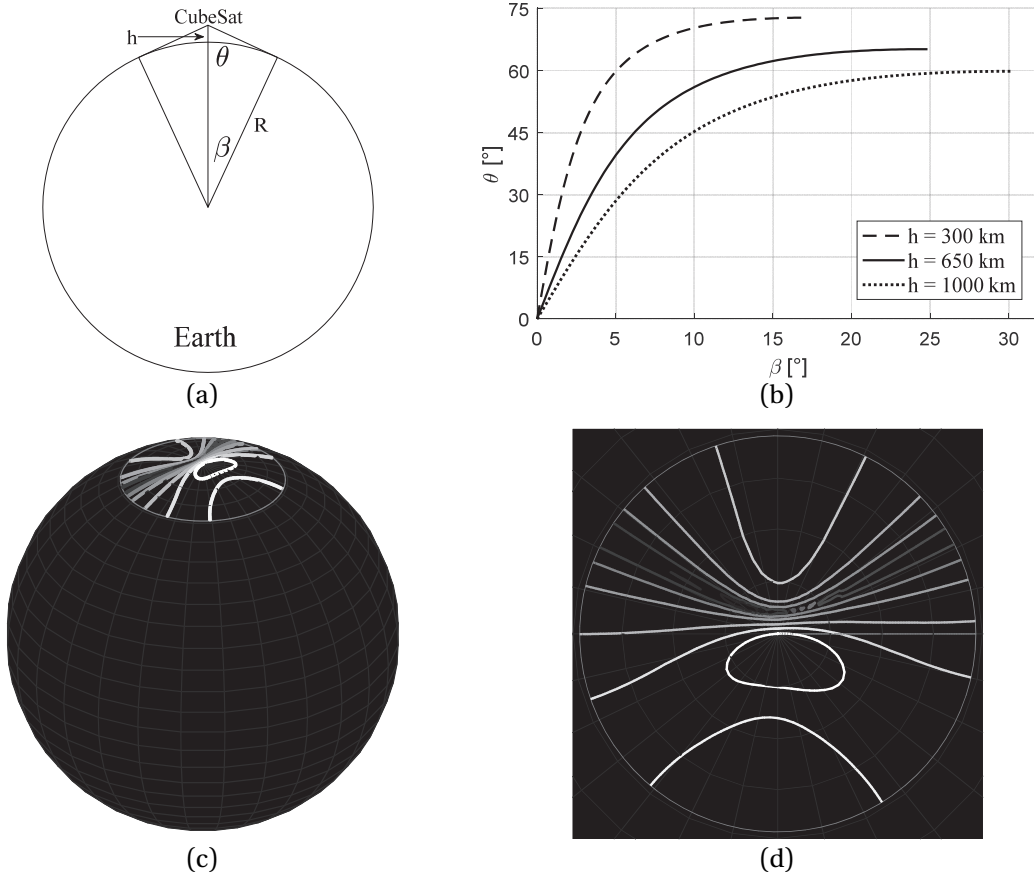 CubeSat
h
θ
R
β
Earth
(a)
75
60
45
30
15
0
θ [°]
0 5 10 15 20 25 30
β [°]
h = 300 km
h = 650 km
h = 1000 km
(b)
(c)
(d)